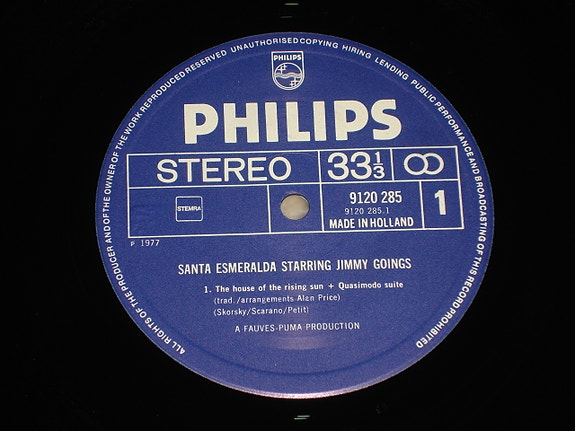 ALL RIGHTS OF THE PRODUCER AND OF THE OWNER OF THE WORK REPRODUCED RESERVED UNAUTHORISED COPYING HIRING LENDING PUBLIC PERFORMANCE AND BROADCASTING OF THIS RECORD PROHIBITED
PHILIPS
PHILIPS
STEREO 33⅓
STEMRA
9120 285
9120 285.1
MADE IN HOLLAND
1
P 1977
SANTA ESMERALDA STARRING JIMMY GOINGS
1. The house of the rising sun + Quasimodo suite
(trad./arrangements Alan Price)
(Skorsky/Scarano/Petit)
A FAUVES-PUMA PRODUCTION